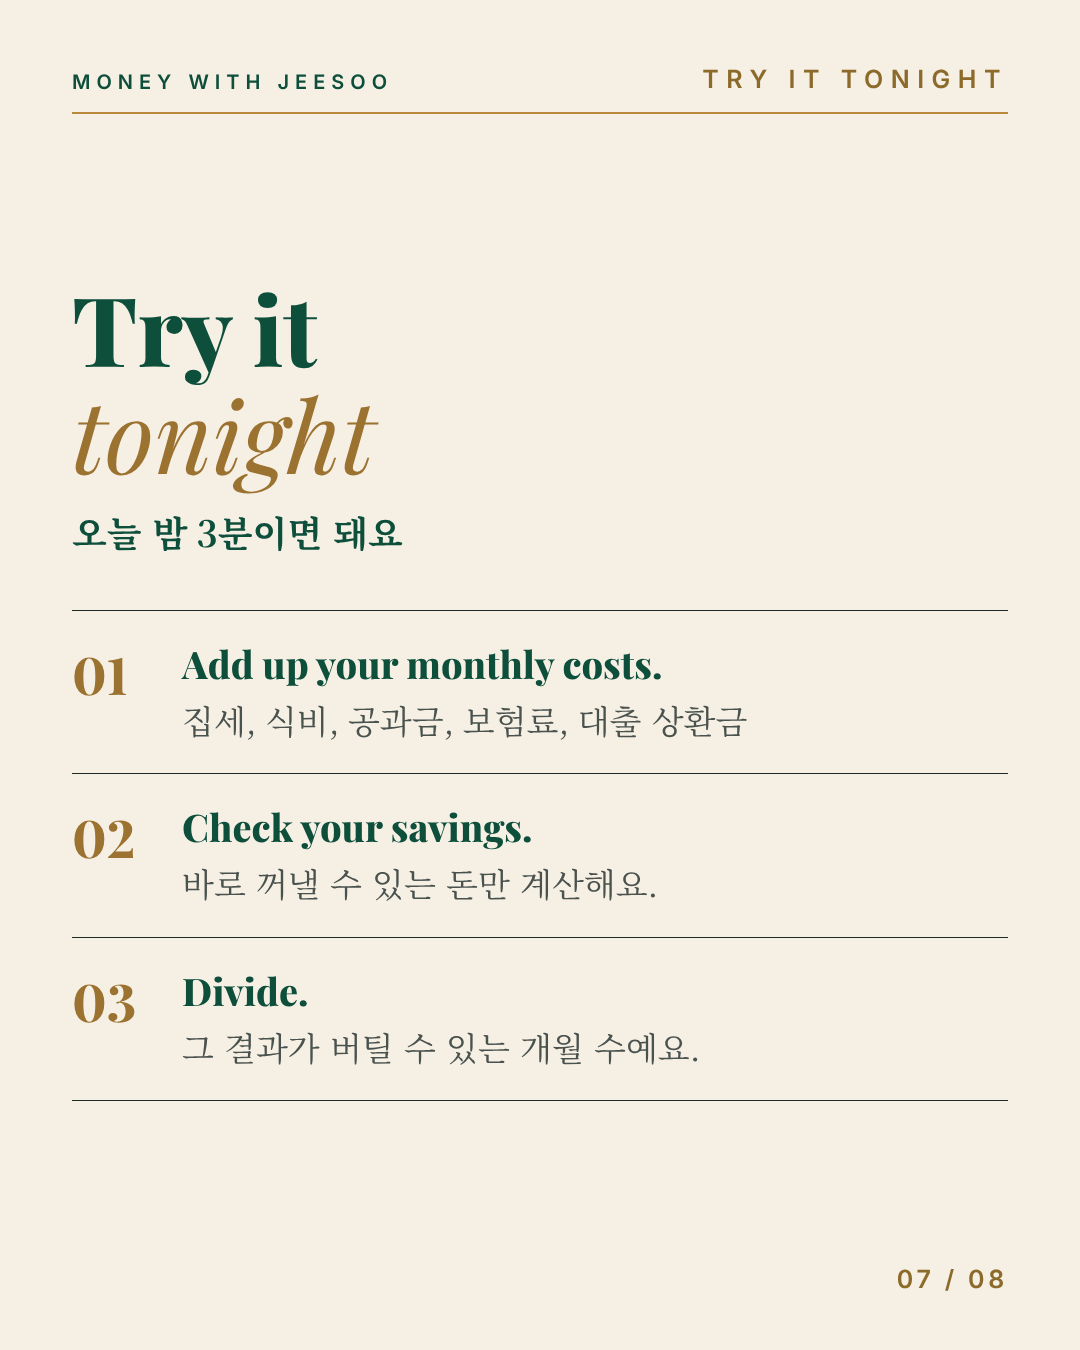 MONEY WITH JEESOO
TRY IT TONIGHT
Try it
tonight
오늘 밤 3분이면 돼요
01
Add up your monthly costs.
집세, 식비, 공과금, 보험료, 대출 상환금
02
Check your savings.
바로 꺼낼 수 있는 돈만 계산해요.
03
Divide.
그 결과가 버틸 수 있는 개월 수예요.
07 / 08